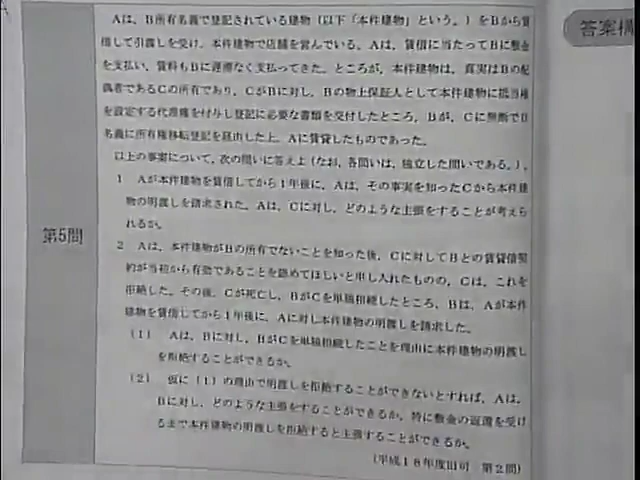 答案構
第5問
Aは、B所有名義で登記されている建物（以下「本件建物」という。）をBから賃
借して引渡しを受け、本件建物で店舗を営んでいる。Aは、賃借に当たってBに敷金
を支払い、賃料もBに遅滞なく支払ってきた。ところが、本件建物は、真実はBの配
偶者であるCの所有であり、CがBに対し、Bの物上保証人として本件建物に抵当権
を設定する代理権を付与し登記に必要な書類を交付したところ、Bが、Cに無断でB
名義に所有権移転登記を経由した上、Aに賃貸したものであった。
以上の事案について、次の問いに答えよ（なお、各問いは、独立した問いである。）。
1 Aが本件建物を賃借してから1年後に、Aは、その事実を知ったCから本件建
物の明渡しを請求された。Aは、Cに対し、どのような主張をすることが考えら
れるか。
2 Aは、本件建物がBの所有でないことを知った後、Cに対してBとの賃貸借契
約が当初から有効であることを認めてほしいと申し入れたものの、Cは、これを
拒絶した。その後、Cが死亡し、BがCを単独相続したところ、Bは、Aが本件
建物を賃借してから1年後に、Aに対し本件建物の明渡しを請求した。
（1） Aは、Bに対し、BがCを単独相続したことを理由に本件建物の明渡し
を拒絶することができるか。
（2） 仮に（1）の理由で明渡しを拒絶することができないとすれば、Aは、
Bに対し、どのような主張をすることができるか。特に敷金の返還を受け
るまで本件建物の明渡しを拒絶すると主張することができるか。
（平成18年度旧司 第2問）